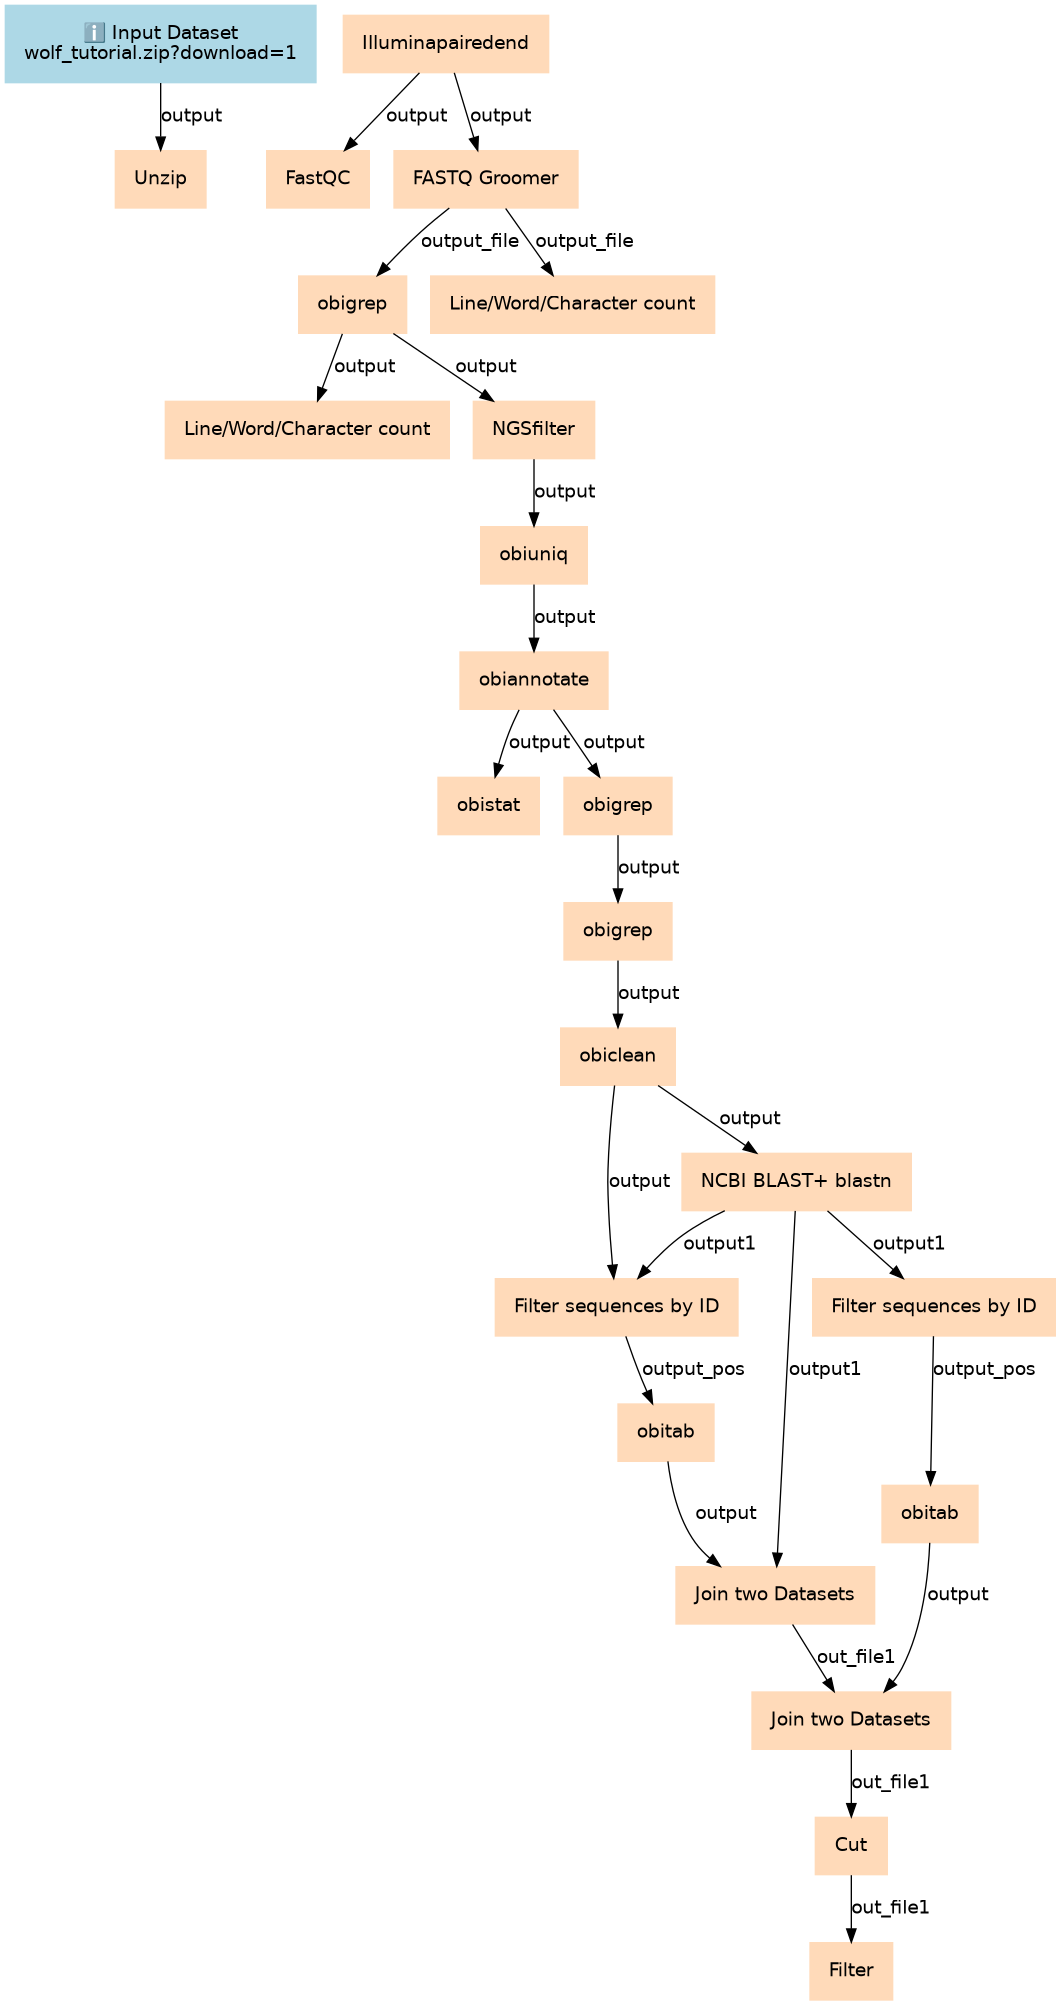 ℹ️ Input Dataset
wolf_tutorial.zip?download=1
Illuminapairedend
output
output
output
Unzip
FastQC
FASTQ Groomer
output_file
output_file
obigrep
Line/Word/Character count
output
output
Line/Word/Character count
NGSfilter
output
obiuniq
output
obiannotate
output
output
obistat
obigrep
output
obigrep
output
obiclean
output
NCBI BLAST+ blastn
output
output1
output1
Filter sequences by ID
Filter sequences by ID
output_pos
output1
output_pos
obitab
output
obitab
Join two Datasets
output
out_file1
Join two Datasets
out_file1
Cut
out_file1
Filter